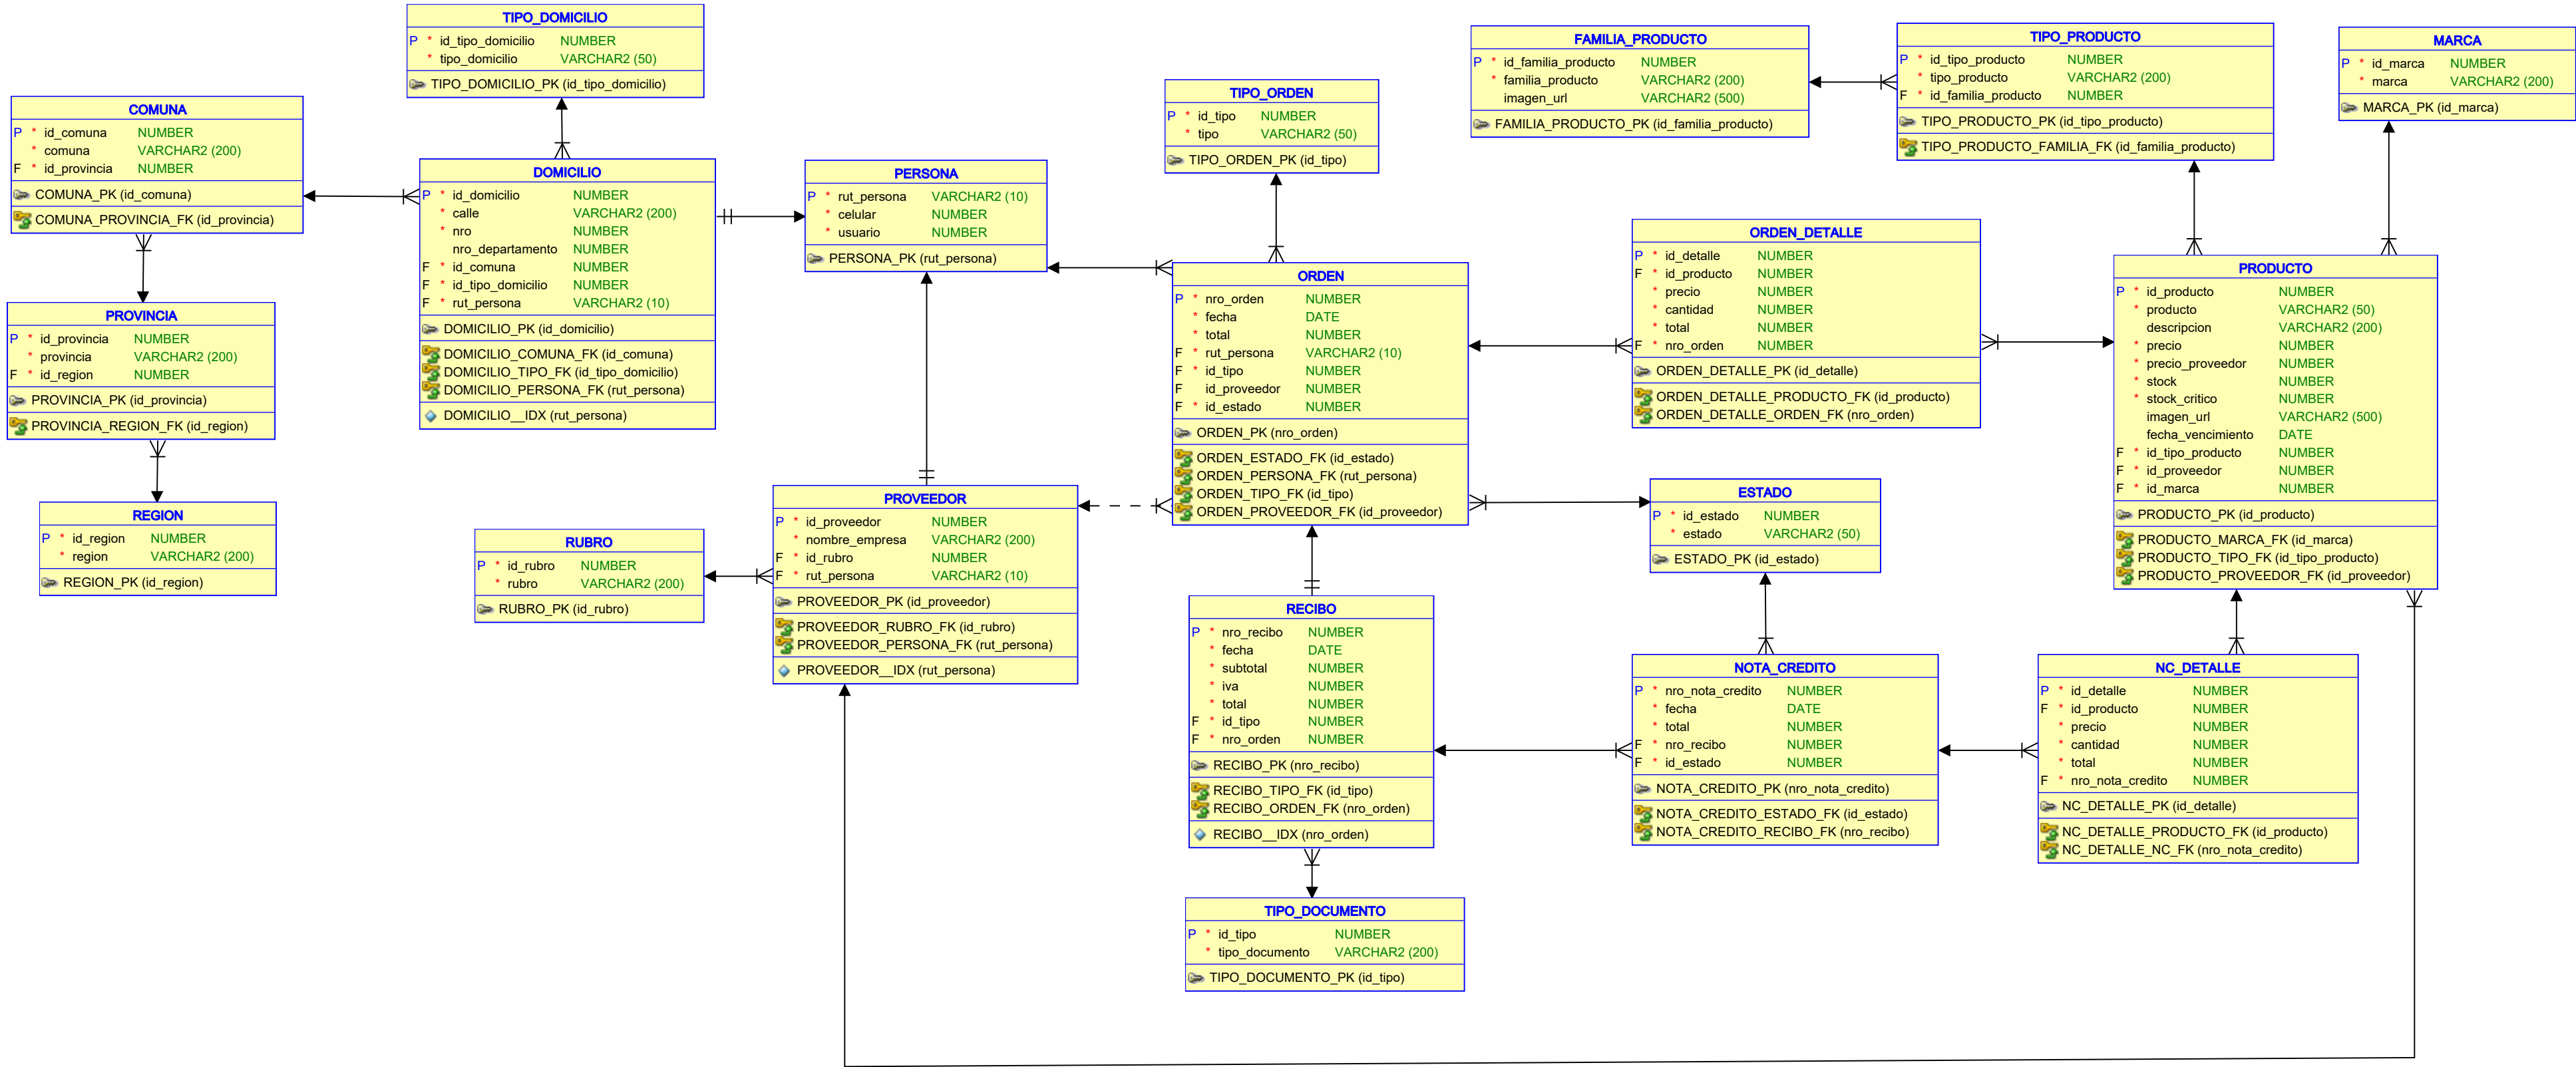 TIPO_DOMICILIO
P * id_tipo_domicilio NUMBER
* tipo_domicilio VARCHAR2 (50)
TIPO_DOMICILIO_PK (id_tipo_domicilio)
COMUNA
P * id_comuna NUMBER
* comuna VARCHAR2 (200)
F * id_provincia NUMBER
COMUNA_PK (id_comuna)
COMUNA_PROVINCIA_FK (id_provincia)
PROVINCIA
P * id_provincia NUMBER
* provincia VARCHAR2 (200)
F * id_region NUMBER
PROVINCIA_PK (id_provincia)
PROVINCIA_REGION_FK (id_region)
REGION
P * id_region NUMBER
* region VARCHAR2 (200)
REGION_PK (id_region)
DOMICILIO
P * id_domicilio NUMBER
* calle VARCHAR2 (200)
* nro NUMBER
nro_departamento NUMBER
F * id_comuna NUMBER
F * id_tipo_domicilio NUMBER
F * rut_persona VARCHAR2 (10)
DOMICILIO_PK (id_domicilio)
DOMICILIO_COMUNA_FK (id_comuna)
DOMICILIO_TIPO_FK (id_tipo_domicilio)
DOMICILIO_PERSONA_FK (rut_persona)
DOMICILIO__IDX (rut_persona)
PERSONA
P * rut_persona VARCHAR2 (10)
* celular NUMBER
* usuario NUMBER
PERSONA_PK (rut_persona)
RUBRO
P * id_rubro NUMBER
* rubro VARCHAR2 (200)
RUBRO_PK (id_rubro)
PROVEEDOR
P * id_proveedor NUMBER
* nombre_empresa VARCHAR2 (200)
F * id_rubro NUMBER
F * rut_persona VARCHAR2 (10)
PROVEEDOR_PK (id_proveedor)
PROVEEDOR_RUBRO_FK (id_rubro)
PROVEEDOR_PERSONA_FK (rut_persona)
PROVEEDOR__IDX (rut_persona)
TIPO_ORDEN
P * id_tipo NUMBER
* tipo VARCHAR2 (50)
TIPO_ORDEN_PK (id_tipo)
ORDEN
P * nro_orden NUMBER
* fecha DATE
* total NUMBER
F * rut_persona VARCHAR2 (10)
F * id_tipo NUMBER
F id_proveedor NUMBER
F * id_estado NUMBER
ORDEN_PK (nro_orden)
ORDEN_ESTADO_FK (id_estado)
ORDEN_PERSONA_FK (rut_persona)
ORDEN_TIPO_FK (id_tipo)
ORDEN_PROVEEDOR_FK (id_proveedor)
RECIBO
P * nro_recibo NUMBER
* fecha DATE
* subtotal NUMBER
* iva NUMBER
* total NUMBER
F * id_tipo NUMBER
F * nro_orden NUMBER
RECIBO_PK (nro_recibo)
RECIBO_TIPO_FK (id_tipo)
RECIBO_ORDEN_FK (nro_orden)
RECIBO__IDX (nro_orden)
TIPO_DOCUMENTO
P * id_tipo NUMBER
* tipo_documento VARCHAR2 (200)
TIPO_DOCUMENTO_PK (id_tipo)
FAMILIA_PRODUCTO
P * id_familia_producto NUMBER
* familia_producto VARCHAR2 (200)
imagen_url VARCHAR2 (500)
FAMILIA_PRODUCTO_PK (id_familia_producto)
TIPO_PRODUCTO
P * id_tipo_producto NUMBER
* tipo_producto VARCHAR2 (200)
F * id_familia_producto NUMBER
TIPO_PRODUCTO_PK (id_tipo_producto)
TIPO_PRODUCTO_FAMILIA_FK (id_familia_producto)
MARCA
P * id_marca NUMBER
* marca VARCHAR2 (200)
MARCA_PK (id_marca)
ORDEN_DETALLE
P * id_detalle NUMBER
F * id_producto NUMBER
* precio NUMBER
* cantidad NUMBER
* total NUMBER
F * nro_orden NUMBER
ORDEN_DETALLE_PK (id_detalle)
ORDEN_DETALLE_PRODUCTO_FK (id_producto)
ORDEN_DETALLE_ORDEN_FK (nro_orden)
PRODUCTO
P * id_producto NUMBER
* producto VARCHAR2 (50)
descripcion VARCHAR2 (200)
* precio NUMBER
* precio_proveedor NUMBER
* stock NUMBER
* stock_critico NUMBER
imagen_url VARCHAR2 (500)
fecha_vencimiento DATE
F * id_tipo_producto NUMBER
F * id_proveedor NUMBER
F * id_marca NUMBER
PRODUCTO_PK (id_producto)
PRODUCTO_MARCA_FK (id_marca)
PRODUCTO_TIPO_FK (id_tipo_producto)
PRODUCTO_PROVEEDOR_FK (id_proveedor)
ESTADO
P * id_estado NUMBER
* estado VARCHAR2 (50)
ESTADO_PK (id_estado)
NOTA_CREDITO
P * nro_nota_credito NUMBER
* fecha DATE
* total NUMBER
F * nro_recibo NUMBER
F * id_estado NUMBER
NOTA_CREDITO_PK (nro_nota_credito)
NOTA_CREDITO_ESTADO_FK (id_estado)
NOTA_CREDITO_RECIBO_FK (nro_recibo)
NC_DETALLE
P * id_detalle NUMBER
F * id_producto NUMBER
* precio NUMBER
* cantidad NUMBER
* total NUMBER
F * nro_nota_credito NUMBER
NC_DETALLE_PK (id_detalle)
NC_DETALLE_PRODUCTO_FK (id_producto)
NC_DETALLE_NC_FK (nro_nota_credito)